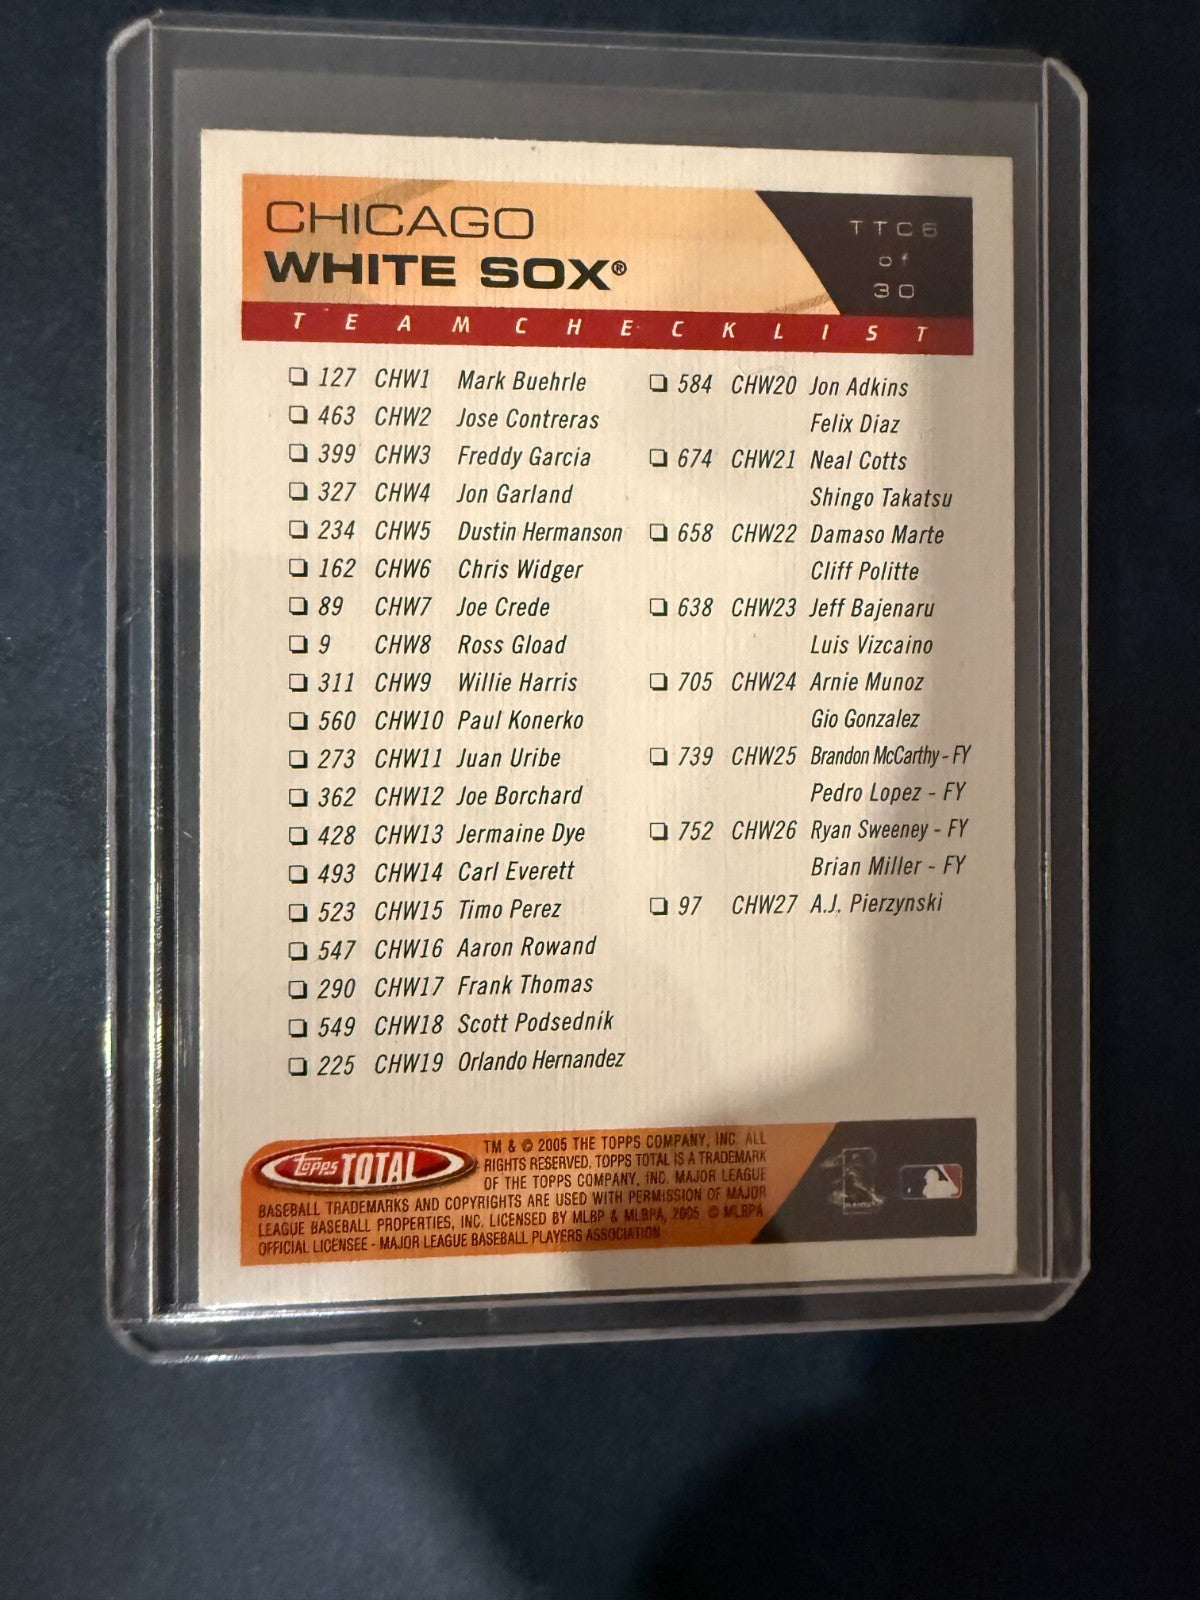 CHICAGO
WHITE SOX®
TTC6
of
30
TEAM CHECKLIST
127 CHW1 Mark Buehrle
463 CHW2 Jose Contreras
399 CHW3 Freddy Garcia
327 CHW4 Jon Garland
234 CHW5 Dustin Hermanson
162 CHW6 Chris Widger
89 CHW7 Joe Crede
9 CHW8 Ross Gload
311 CHW9 Willie Harris
560 CHW10 Paul Konerko
273 CHW11 Juan Uribe
362 CHW12 Joe Borchard
428 CHW13 Jermaine Dye
493 CHW14 Carl Everett
523 CHW15 Timo Perez
547 CHW16 Aaron Rowand
290 CHW17 Frank Thomas
549 CHW18 Scott Podsednik
225 CHW19 Orlando Hernandez
584 CHW20 Jon Adkins
Felix Diaz
674 CHW21 Neal Cotts
Shingo Takatsu
658 CHW22 Damaso Marte
Cliff Politte
638 CHW23 Jeff Bajenaru
Luis Vizcaino
705 CHW24 Arnie Munoz
Gio Gonzalez
739 CHW25 Brandon McCarthy - FY
Pedro Lopez - FY
752 CHW26 Ryan Sweeney - FY
Brian Miller - FY
97 CHW27 A.J. Pierzynski
Topps TOTAL
TM & © 2005 THE TOPPS COMPANY, INC. ALL
RIGHTS RESERVED. TOPPS TOTAL IS A TRADEMARK
OF THE TOPPS COMPANY, INC. MAJOR LEAGUE
BASEBALL TRADEMARKS AND COPYRIGHTS ARE USED WITH PERMISSION OF MAJOR
LEAGUE BASEBALL PROPERTIES, INC. LICENSED BY MLBP & MLBPA, 2005 © MLBPA
OFFICIAL LICENSEE - MAJOR LEAGUE BASEBALL PLAYERS ASSOCIATION